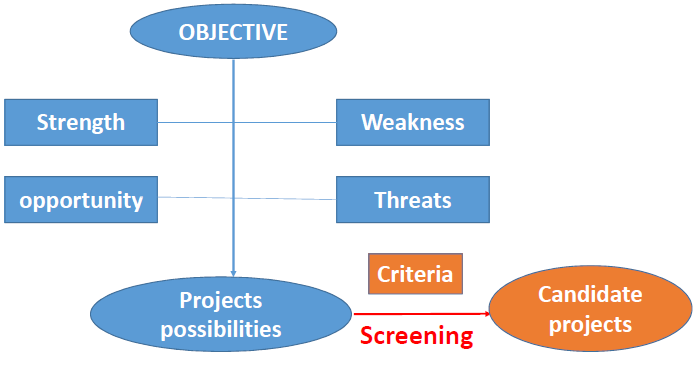 OBJECTIVE
Strength
Weakness
opportunity
Threats
Criteria
Projects
possibilities
Screening
Candidate
projects